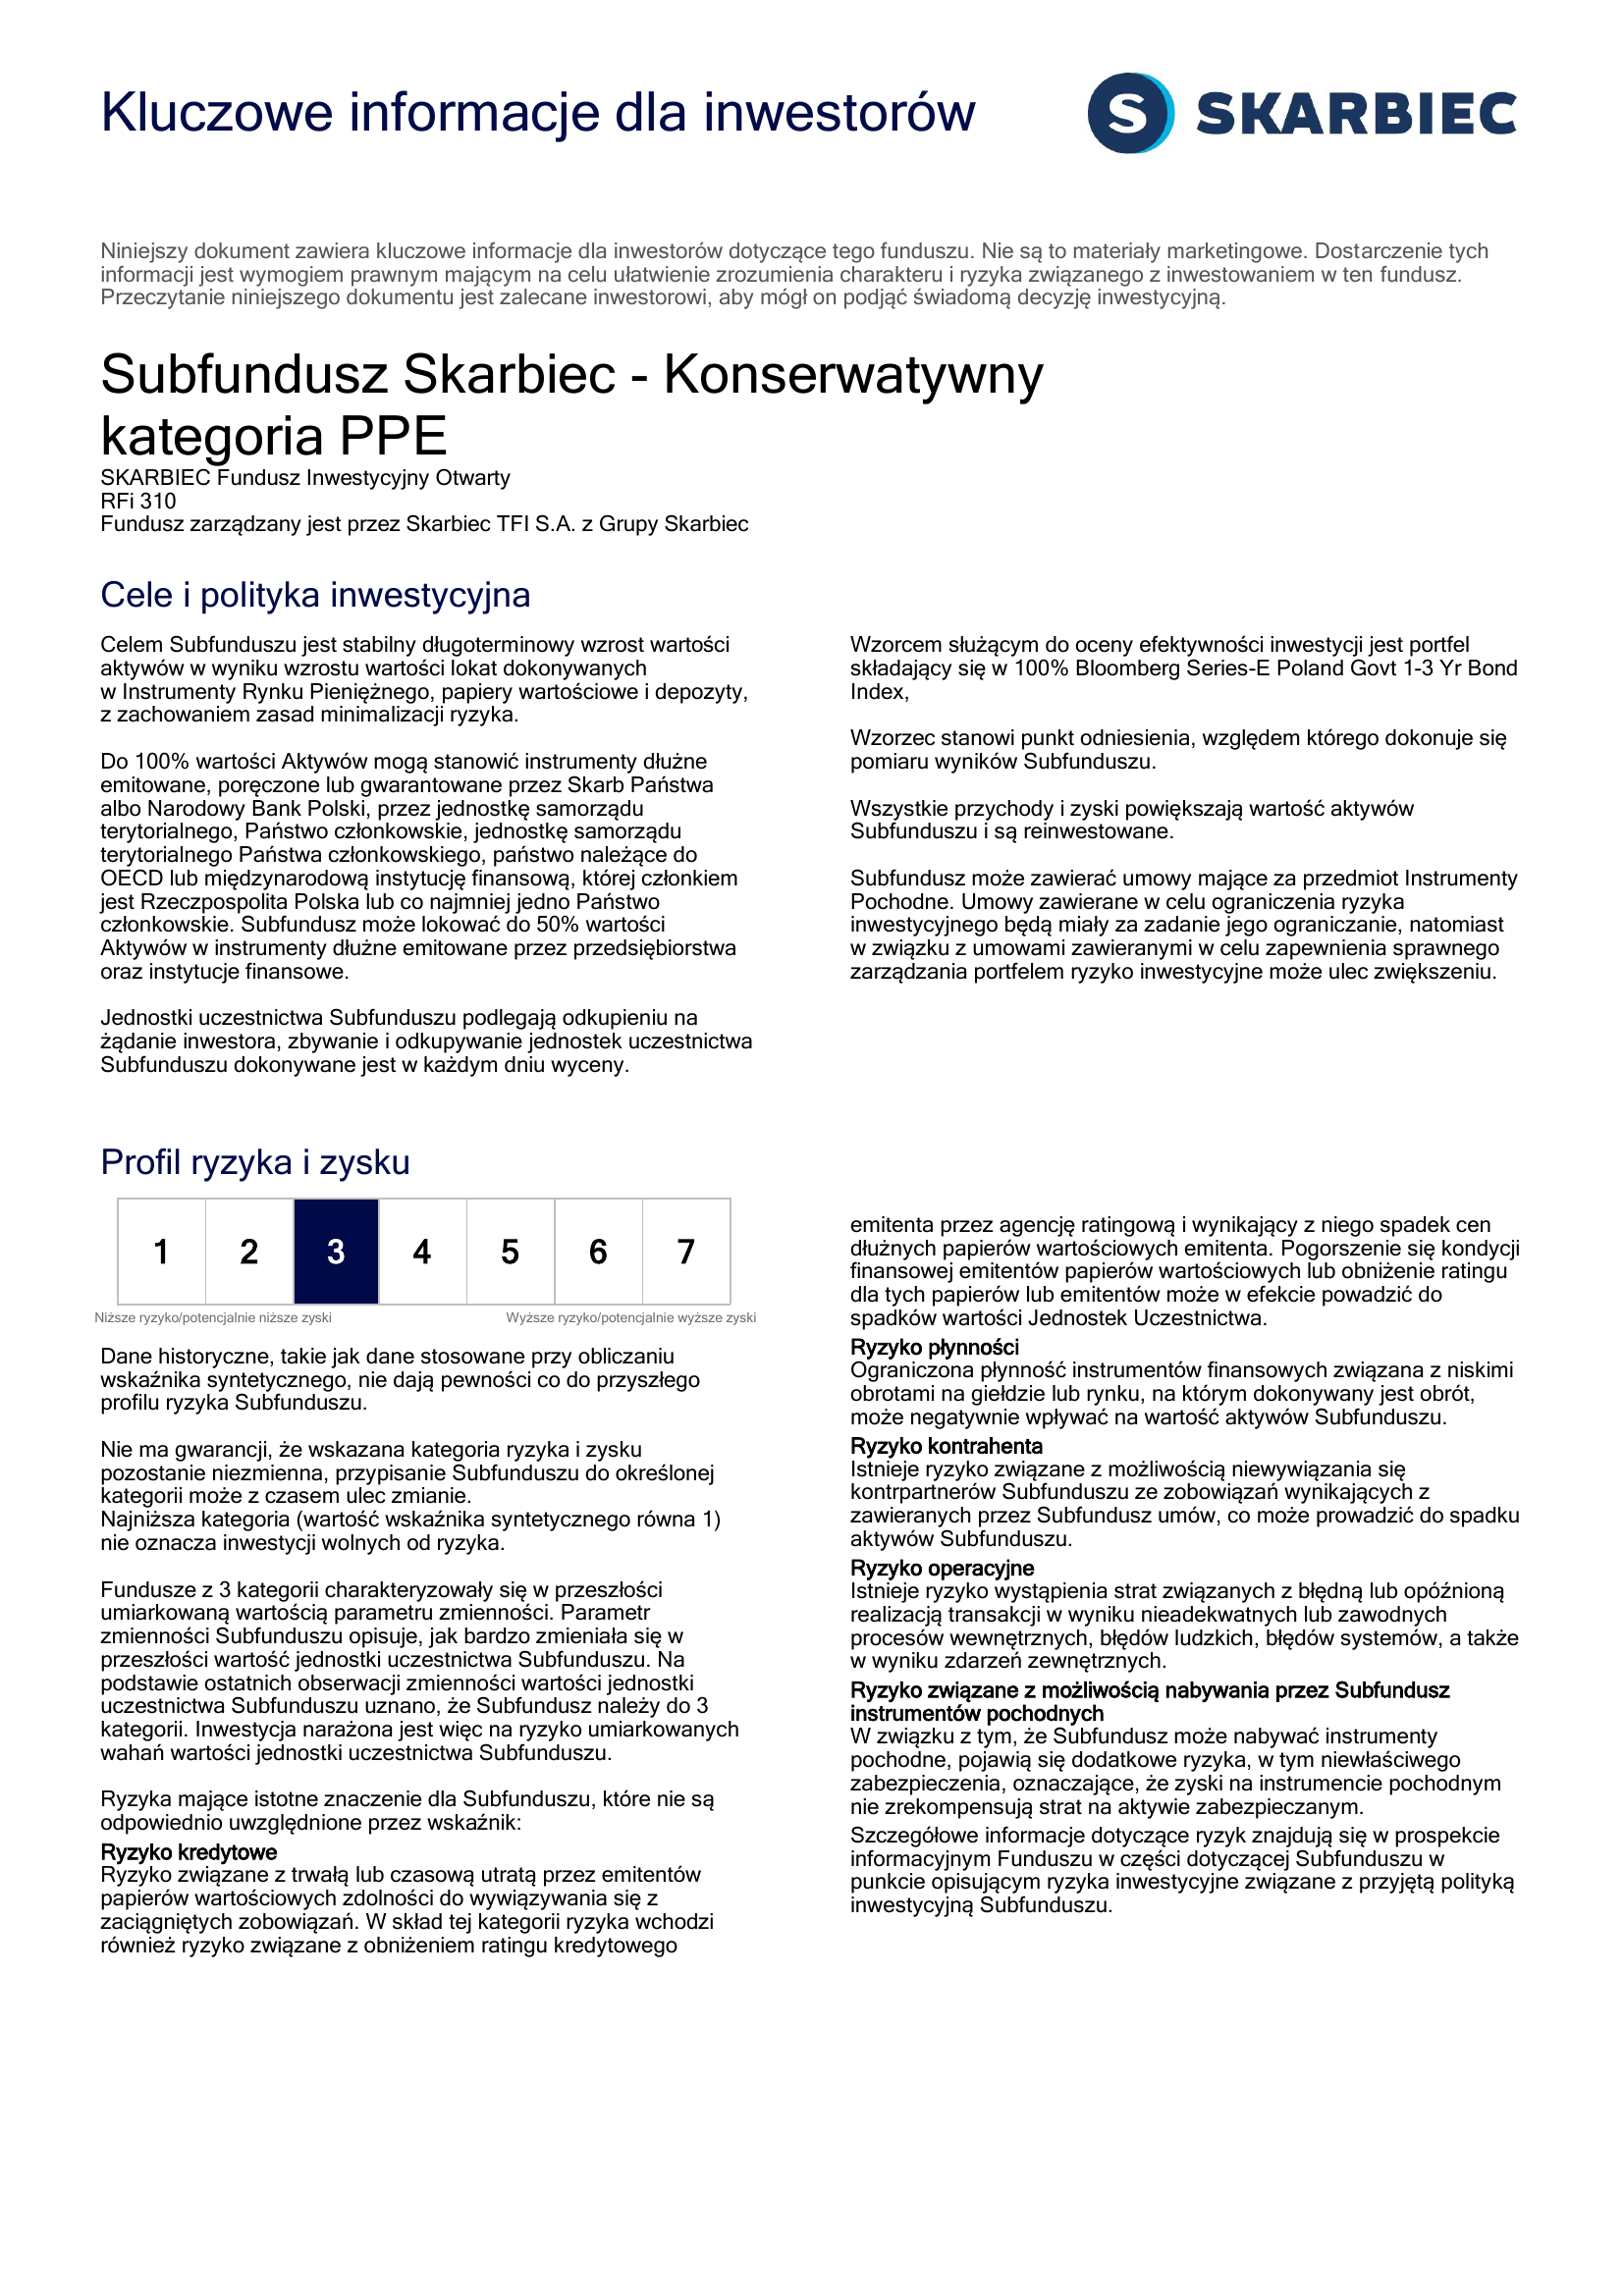 Kluczowe informacje dla inwestorów
S SKARBIEC
Niniejszy dokument zawiera kluczowe informacje dla inwestorów dotyczące tego funduszu. Nie są to materiały marketingowe. Dostarczenie tych
informacji jest wymogiem prawnym mającym na celu ułatwienie zrozumienia charakteru i ryzyka związanego z inwestowaniem w ten fundusz.
Przeczytanie niniejszego dokumentu jest zalecane inwestorowi, aby mógł on podjąć świadomą decyzję inwestycyjną.
Subfundusz Skarbiec - Konserwatywny
kategoria PPE
SKARBIEC Fundusz Inwestycyjny Otwarty
RFi 310
Fundusz zarządzany jest przez Skarbiec TFI S.A. z Grupy Skarbiec
Cele i polityka inwestycyjna
Celem Subfunduszu jest stabilny długoterminowy wzrost wartości
aktywów w wyniku wzrostu wartości lokat dokonywanych
w Instrumenty Rynku Pieniężnego, papiery wartościowe i depozyty,
z zachowaniem zasad minimalizacji ryzyka.
Do 100% wartości Aktywów mogą stanowić instrumenty dłużne
emitowane, poręczone lub gwarantowane przez Skarb Państwa
albo Narodowy Bank Polski, przez jednostkę samorządu
terytorialnego, Państwo członkowskie, jednostkę samorządu
terytorialnego Państwa członkowskiego, państwo należące do
OECD lub międzynarodową instytucję finansową, której członkiem
jest Rzeczpospolita Polska lub co najmniej jedno Państwo
członkowskie. Subfundusz może lokować do 50% wartości
Aktywów w instrumenty dłużne emitowane przez przedsiębiorstwa
oraz instytucje finansowe.
Jednostki uczestnictwa Subfunduszu podlegają odkupieniu na
żądanie inwestora, zbywanie i odkupywanie jednostek uczestnictwa
Subfunduszu dokonywane jest w każdym dniu wyceny.
Wzorcem służącym do oceny efektywności inwestycji jest portfel
składający się w 100% Bloomberg Series-E Poland Govt 1-3 Yr Bond
Index,
Wzorzec stanowi punkt odniesienia, względem którego dokonuje się
pomiaru wyników Subfunduszu.
Wszystkie przychody i zyski powiększają wartość aktywów
Subfunduszu i są reinwestowane.
Subfundusz może zawierać umowy mające za przedmiot Instrumenty
Pochodne. Umowy zawierane w celu ograniczenia ryzyka
inwestycyjnego będą miały za zadanie jego ograniczanie, natomiast
w związku z umowami zawieranymi w celu zapewnienia sprawnego
zarządzania portfelem ryzyko inwestycyjne może ulec zwiększeniu.
Profil ryzyka i zysku
1 2 3 4 5 6 7
Niższe ryzyko/potencjalnie niższe zyski Wyższe ryzyko/potencjalnie wyższe zyski
Dane historyczne, takie jak dane stosowane przy obliczaniu
wskaźnika syntetycznego, nie dają pewności co do przyszłego
profilu ryzyka Subfunduszu.
Nie ma gwarancji, że wskazana kategoria ryzyka i zysku
pozostanie niezmienna, przypisanie Subfunduszu do określonej
kategorii może z czasem ulec zmianie.
Najniższa kategoria (wartość wskaźnika syntetycznego równa 1)
nie oznacza inwestycji wolnych od ryzyka.
Fundusze z 3 kategorii charakteryzowały się w przeszłości
umiarkowaną wartością parametru zmienności. Parametr
zmienności Subfunduszu opisuje, jak bardzo zmieniała się w
przeszłości wartość jednostki uczestnictwa Subfunduszu. Na
podstawie ostatnich obserwacji zmienności wartości jednostki
uczestnictwa Subfunduszu uznano, że Subfundusz należy do 3
kategorii. Inwestycja narażona jest więc na ryzyko umiarkowanych
wahań wartości jednostki uczestnictwa Subfunduszu.
Ryzyka mające istotne znaczenie dla Subfunduszu, które nie są
odpowiednio uwzględnione przez wskaźnik:
Ryzyko kredytowe
Ryzyko związane z trwałą lub czasową utratą przez emitentów
papierów wartościowych zdolności do wywiązywania się z
zaciągniętych zobowiązań. W skład tej kategorii ryzyka wchodzi
również ryzyko związane z obniżeniem ratingu kredytowego
emitenta przez agencję ratingową i wynikający z niego spadek cen
dłużnych papierów wartościowych emitenta. Pogorszenie się kondycji
finansowej emitentów papierów wartościowych lub obniżenie ratingu
dla tych papierów lub emitentów może w efekcie powadzić do
spadków wartości Jednostek Uczestnictwa.
Ryzyko płynności
Ograniczona płynność instrumentów finansowych związana z niskimi
obrotami na giełdzie lub rynku, na którym dokonywany jest obrót,
może negatywnie wpływać na wartość aktywów Subfunduszu.
Ryzyko kontrahenta
Istnieje ryzyko związane z możliwością niewywiązania się
kontrpartnerów Subfunduszu ze zobowiązań wynikających z
zawieranych przez Subfundusz umów, co może prowadzić do spadku
aktywów Subfunduszu.
Ryzyko operacyjne
Istnieje ryzyko wystąpienia strat związanych z błędną lub opóźnioną
realizacją transakcji w wyniku nieadekwatnych lub zawodnych
procesów wewnętrznych, błędów ludzkich, błędów systemów, a także
w wyniku zdarzeń zewnętrznych.
Ryzyko związane z możliwością nabywania przez Subfundusz
instrumentów pochodnych
W związku z tym, że Subfundusz może nabywać instrumenty
pochodne, pojawią się dodatkowe ryzyka, w tym niewłaściwego
zabezpieczenia, oznaczające, że zyski na instrumencie pochodnym
nie zrekompensują strat na aktywie zabezpieczanym.
Szczegółowe informacje dotyczące ryzyk znajdują się w prospekcie
informacyjnym Funduszu w części dotyczącej Subfunduszu w
punkcie opisującym ryzyka inwestycyjne związane z przyjętą polityką
inwestycyjną Subfunduszu.